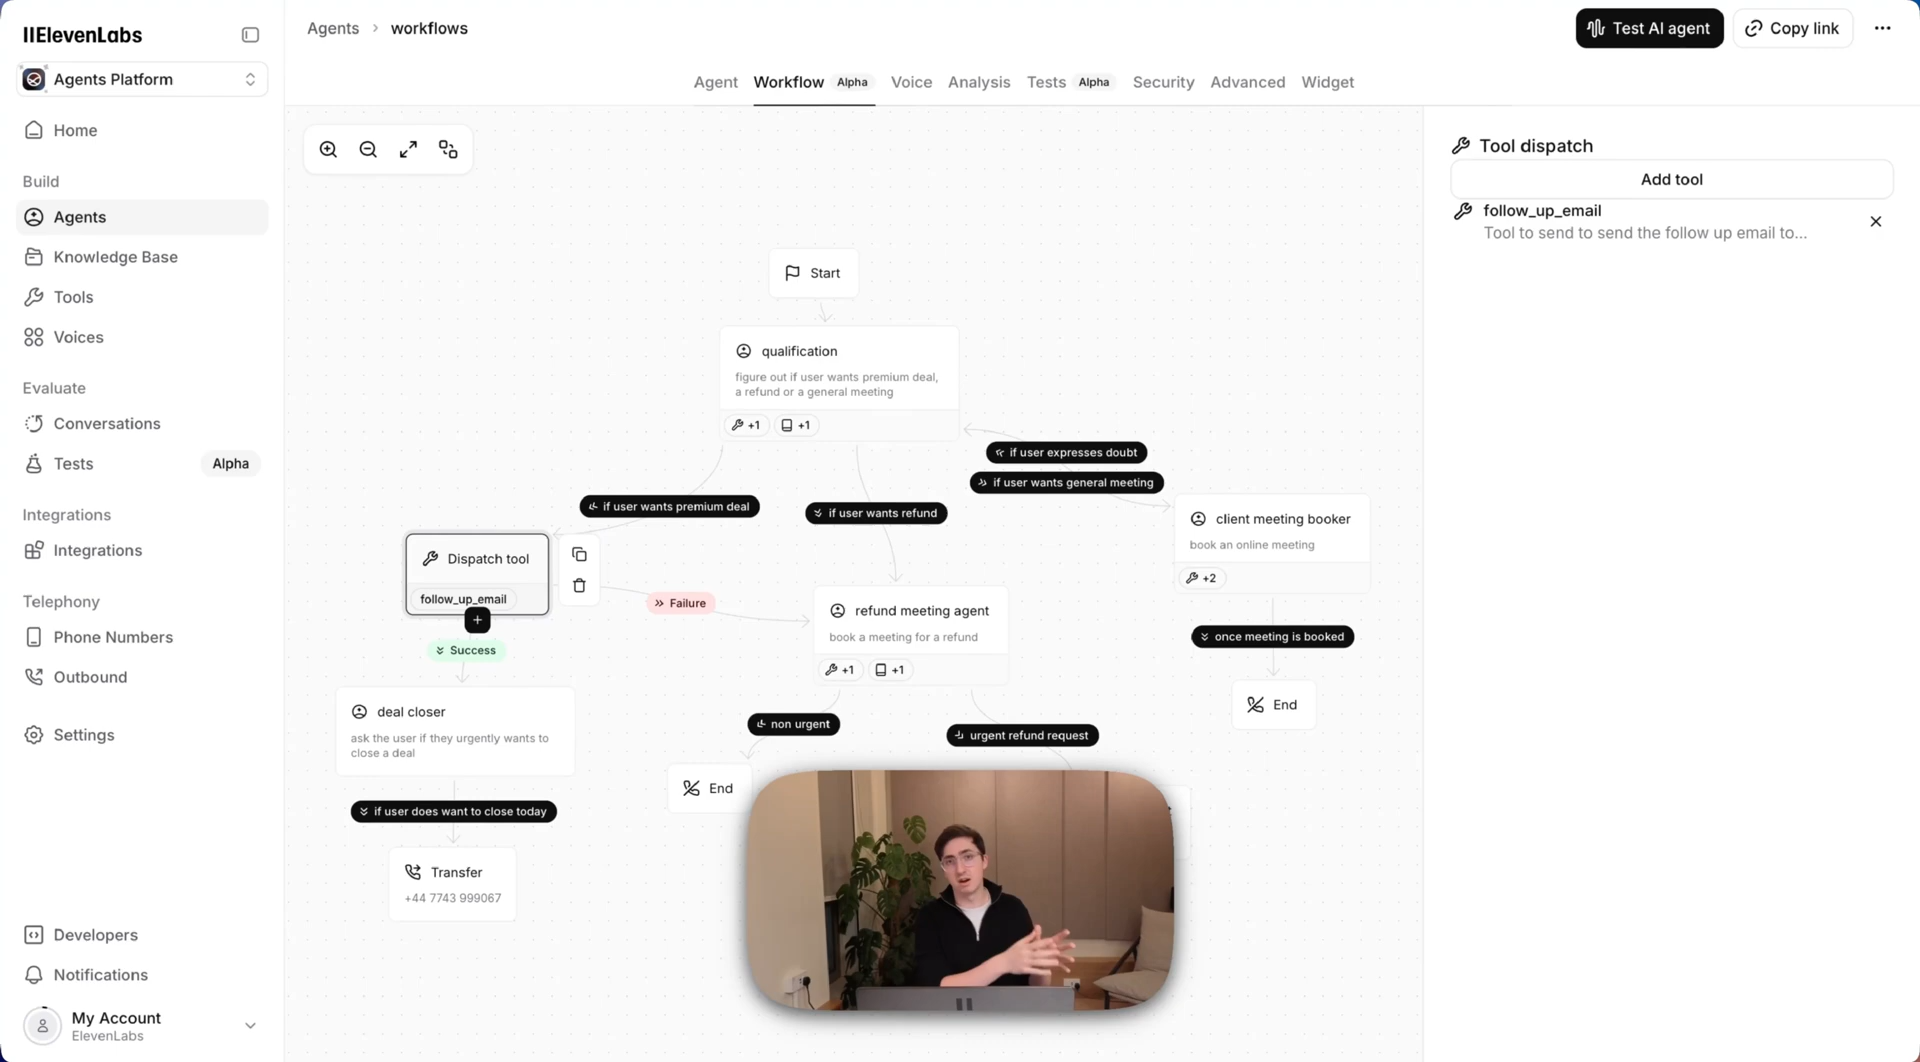 IIElevenLabs
Agents Platform
Home
Build
Agents
Knowledge Base
Tools
Voices
Evaluate
Conversations
Tests
Alpha
Integrations
Integrations
Telephony
Phone Numbers
Outbound
Settings
Developers
Notifications
My Account
ElevenLabs
Agents > workflows
Test AI agent
Copy link
Agent
Workflow Alpha
Voice
Analysis
Tests Alpha
Security
Advanced
Widget
Start
qualification
figure out if user wants premium deal,
a refund or a general meeting
+1 +1
if user expresses doubt
if user wants general meeting
if user wants premium deal
if user wants refund
client meeting booker
book an online meeting
+2
once meeting is booked
End
Dispatch tool
follow_up_email
+
Failure
Success
refund meeting agent
book a meeting for a refund
+1 +1
non urgent
urgent refund request
End
deal closer
ask the user if they urgently wants to
close a deal
if user does want to close today
Transfer
+44 7743 999067
Tool dispatch
Add tool
follow_up_email
Tool to send to send the follow up email to...